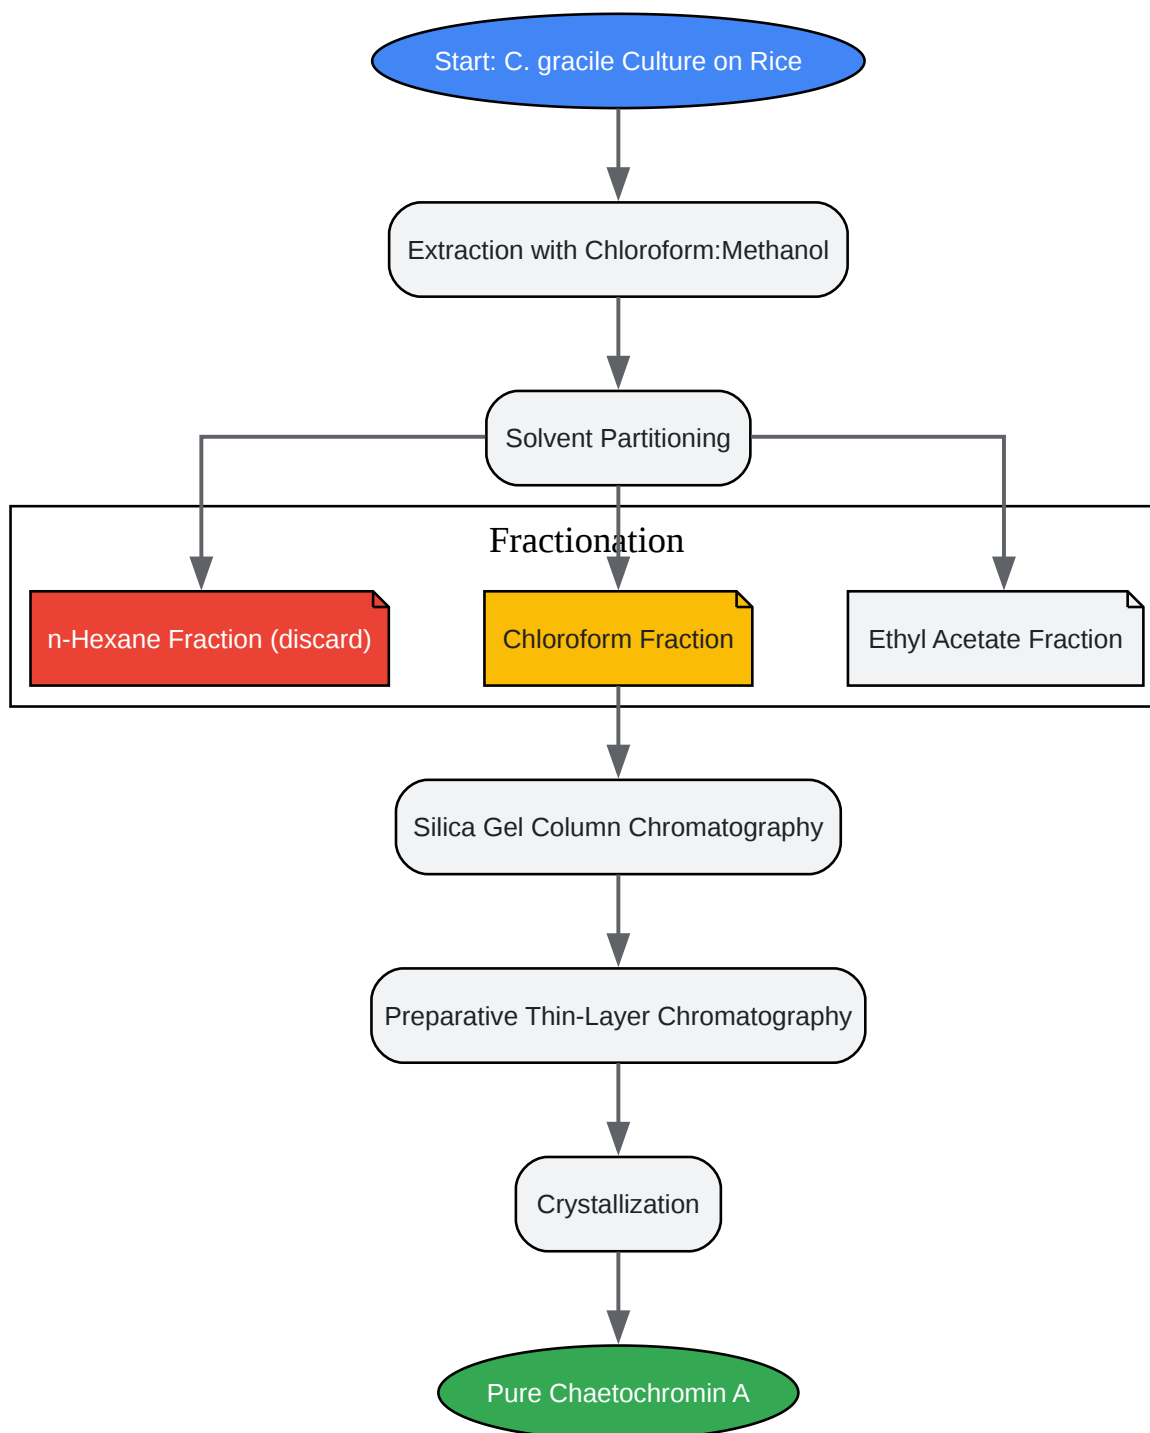 Start: C. gracile Culture on Rice
Extraction with Chloroform:Methanol
Solvent Partitioning
Fractionation
n-Hexane Fraction (discard)
Chloroform Fraction
Ethyl Acetate Fraction
Silica Gel Column Chromatography
Preparative Thin-Layer Chromatography
Crystallization
Pure Chaetochromin A